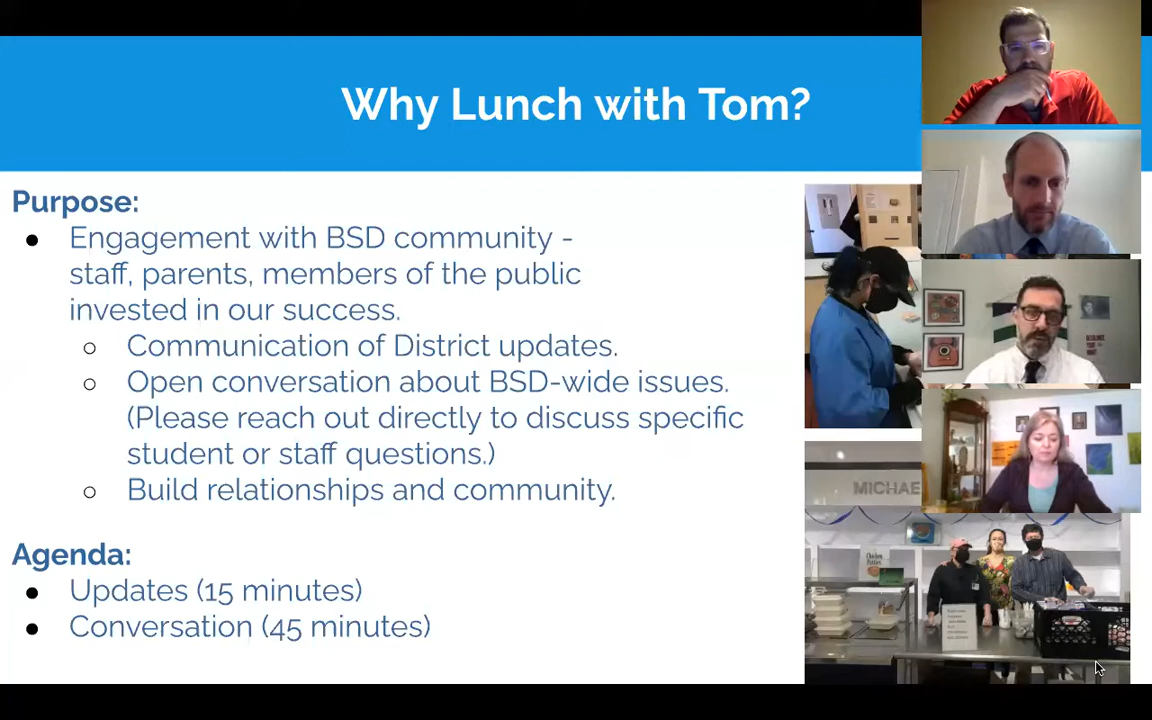 Why Lunch with Tom?
Purpose:
● Engagement with BSD community -
staff, parents, members of the public
invested in our success.
○ Communication of District updates.
○ Open conversation about BSD-wide issues.
(Please reach out directly to discuss specific
student or staff questions.)
○ Build relationships and community.
Agenda:
● Updates (15 minutes)
● Conversation (45 minutes)
MICHAE
Chicken
Patties